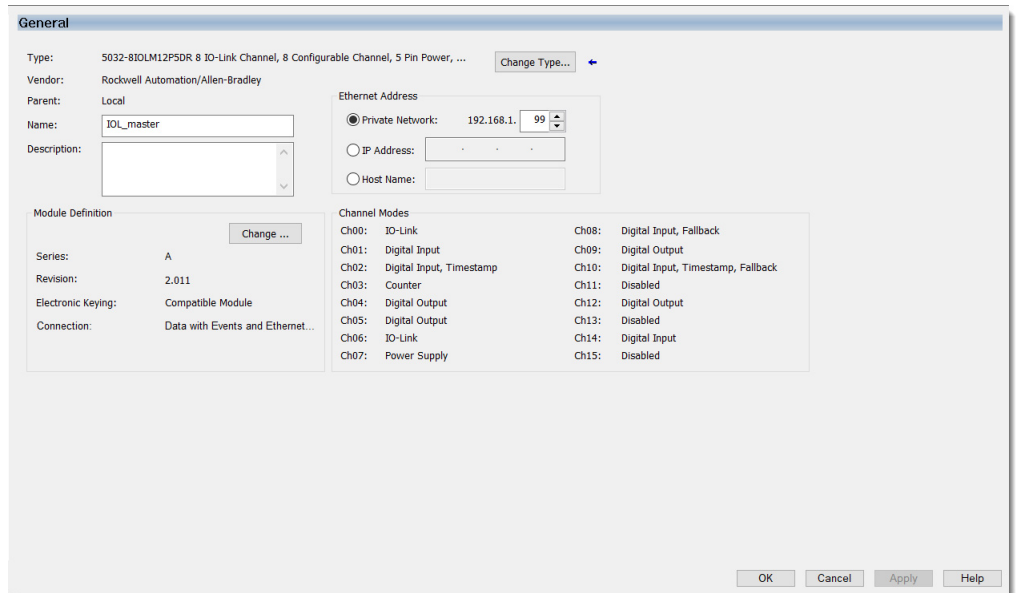 General
Type: 5032-8IOLM12P5DR 8 IO-Link Channel, 8 Configurable Channel, 5 Pin Power, ... Change Type...
Vendor: Rockwell Automation/Allen-Bradley
Parent: Local
Name: IOL_master
Description:
Ethernet Address
Private Network: 192.168.1. 99
IP Address: . . .
Host Name:
Module Definition
Change ...
Series: A
Revision: 2.011
Electronic Keying: Compatible Module
Connection: Data with Events and Ethernet...
Channel Modes
Ch00: IO-Link Ch08: Digital Input, Fallback
Ch01: Digital Input Ch09: Digital Output
Ch02: Digital Input, Timestamp Ch10: Digital Input, Timestamp, Fallback
Ch03: Counter Ch11: Disabled
Ch04: Digital Output Ch12: Digital Output
Ch05: Digital Output Ch13: Disabled
Ch06: IO-Link Ch14: Digital Input
Ch07: Power Supply Ch15: Disabled
OK Cancel Apply Help